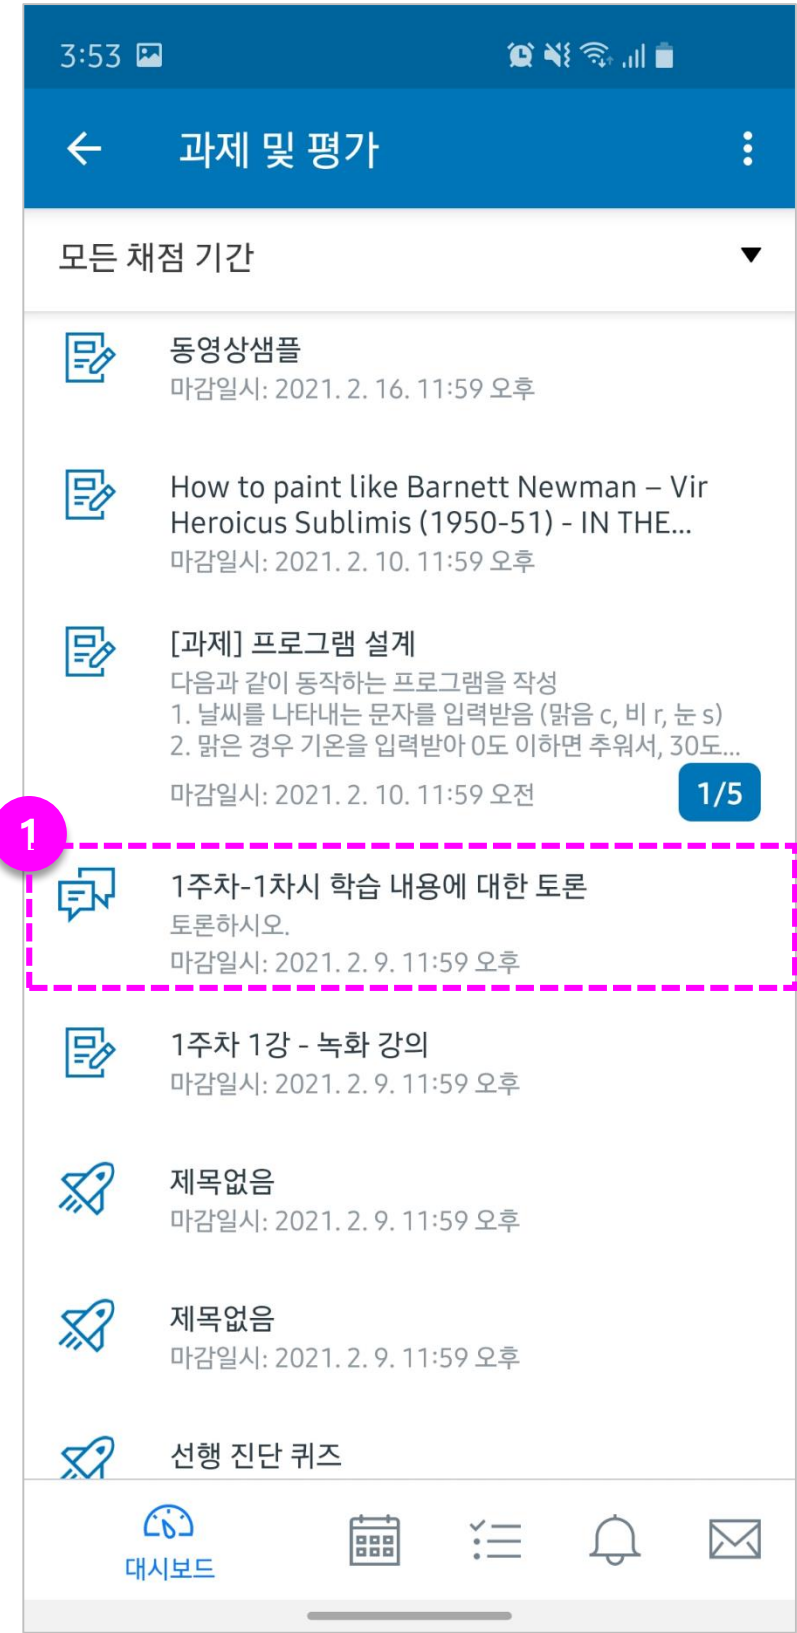 3:53
과제 및 평가
모든 채점 기간
동영상샘플
마감일시: 2021. 2. 16. 11:59 오후
How to paint like Barnett Newman – Vir
Heroicus Sublimis (1950-51) - IN THE...
마감일시: 2021. 2. 10. 11:59 오후
[과제] 프로그램 설계
다음과 같이 동작하는 프로그램을 작성
1. 날씨를 나타내는 문자를 입력받음 (맑음 c, 비 r, 눈 s)
2. 맑은 경우 기온을 입력받아 0도 이하면 추워서, 30도...
마감일시: 2021. 2. 10. 11:59 오전
1/5
1
1주차-1차시 학습 내용에 대한 토론
토론하시오.
마감일시: 2021. 2. 9. 11:59 오후
1주차 1강 - 녹화 강의
마감일시: 2021. 2. 9. 11:59 오후
제목없음
마감일시: 2021. 2. 9. 11:59 오후
제목없음
마감일시: 2021. 2. 9. 11:59 오후
선행 진단 퀴즈
대시보드